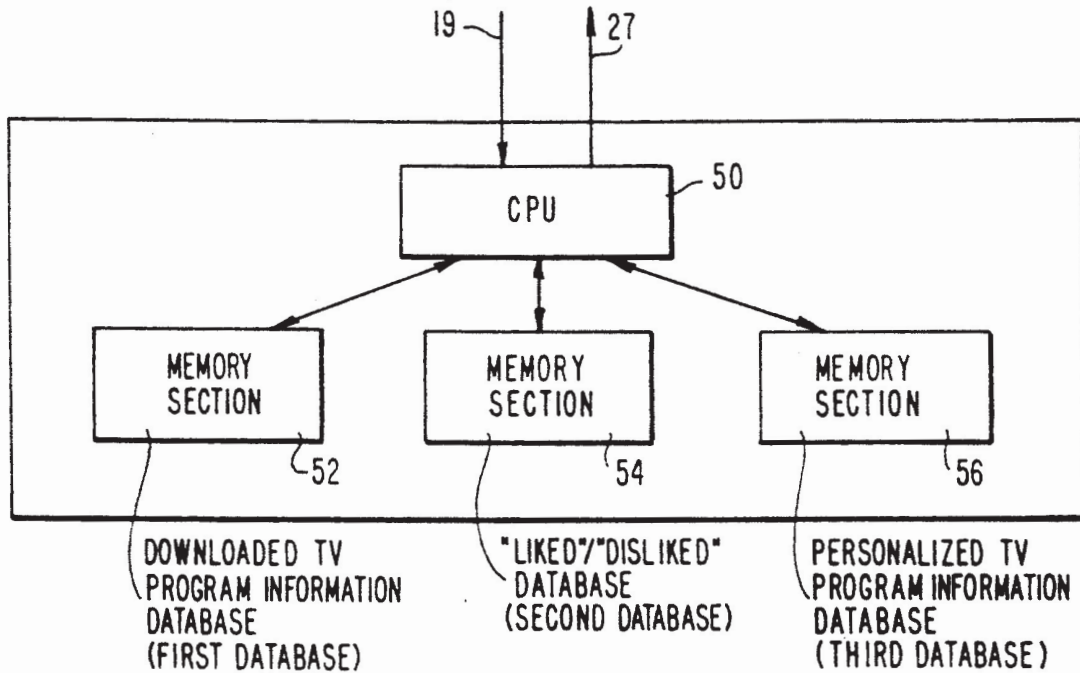 19
27
CPU
50
MEMORY
SECTION
52
MEMORY
SECTION
54
MEMORY
SECTION
56
DOWNLOADED TV
PROGRAM INFORMATION
DATABASE
(FIRST DATABASE)
"LIKED"/"DISLIKED"
DATABASE
(SECOND DATABASE)
PERSONALIZED TV
PROGRAM INFORMATION
DATABASE
(THIRD DATABASE)